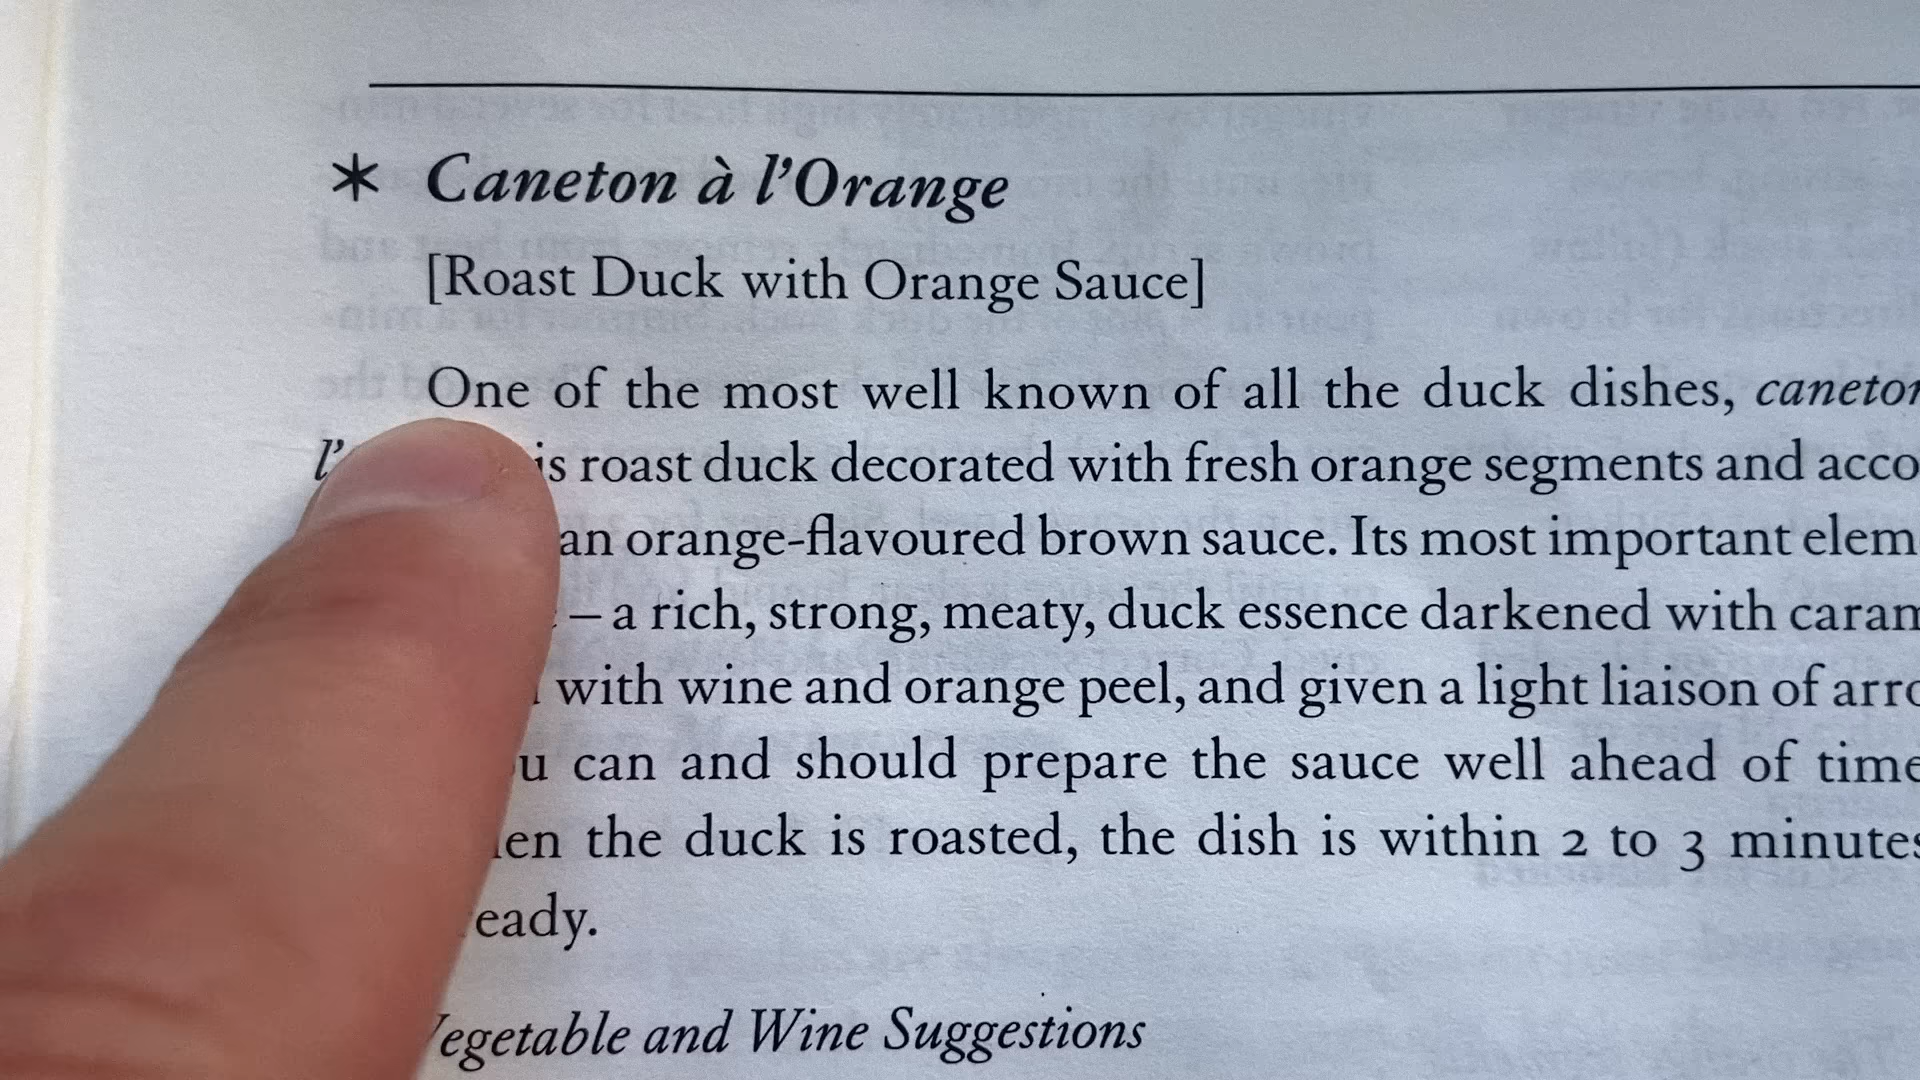 * Caneton à l'Orange
[Roast Duck with Orange Sauce]
One of the most well known of all the duck dishes,
is roast duck decorated with fresh orange segments and
an orange-flavoured brown sauce. Its most important
– a rich, strong, meaty, duck essence darkened with
with wine and orange peel, and given a light liaison of
can and should prepare the sauce well ahead of
the duck is roasted, the dish is within 2 to 3 minutes
Vegetable and Wine Suggestions